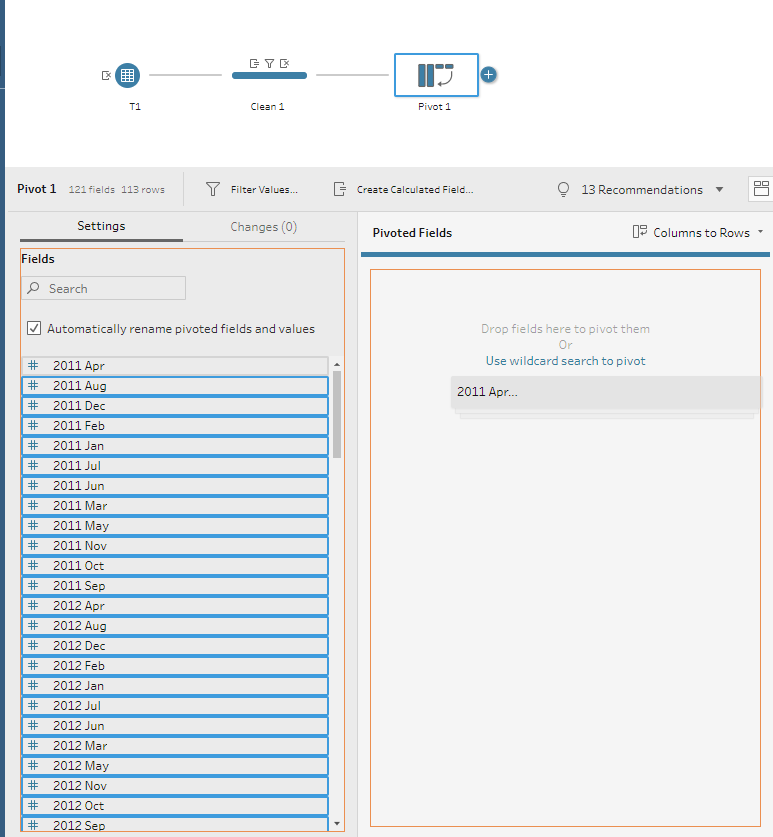 T1
Clean 1
Pivot 1
Pivot 1 121 fields 113 rows
Filter Values...
Create Calculated Field...
13 Recommendations
Settings
Changes (0)
Pivoted Fields
Columns to Rows
Fields
Search
Automatically rename pivoted fields and values
# 2011 Apr
# 2011 Aug
# 2011 Dec
# 2011 Feb
# 2011 Jan
# 2011 Jul
# 2011 Jun
# 2011 Mar
# 2011 May
# 2011 Nov
# 2011 Oct
# 2011 Sep
# 2012 Apr
# 2012 Aug
# 2012 Dec
# 2012 Feb
# 2012 Jan
# 2012 Jul
# 2012 Jun
# 2012 Mar
# 2012 May
# 2012 Nov
# 2012 Oct
# 2012 Sep
Drop fields here to pivot them
Or
Use wildcard search to pivot
2011 Apr...